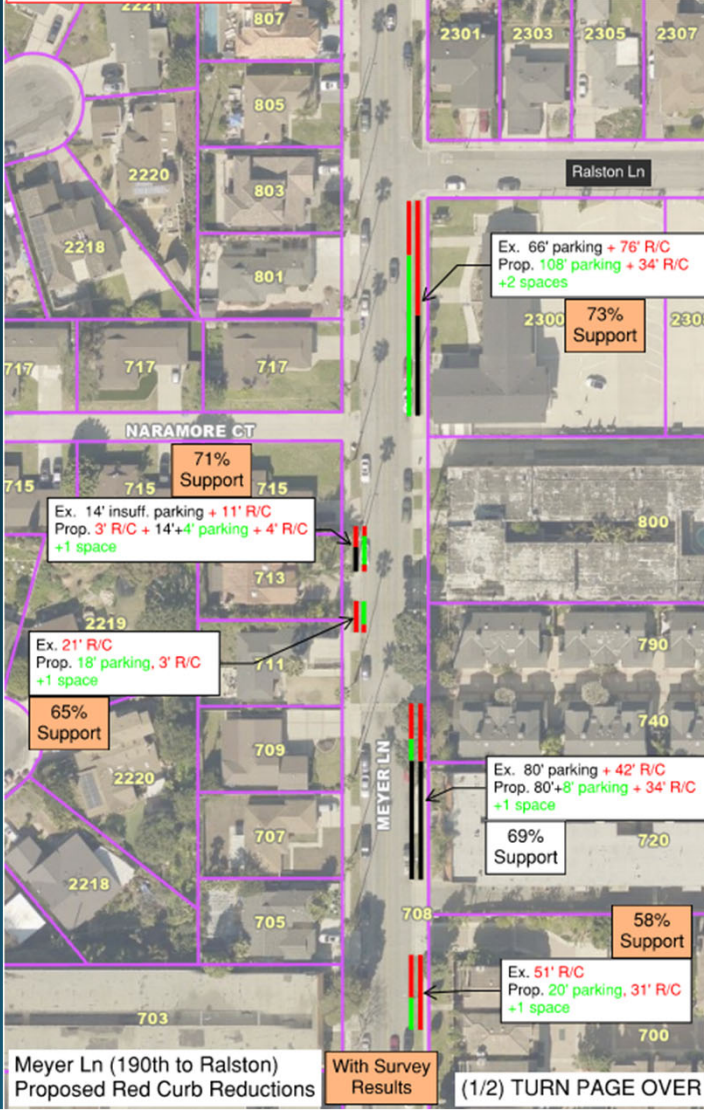 2221
807
2301
2303
2305
2307
805
2220
803
Ralston Ln
2218
801
Ex. 66' parking + 76' R/C
Prop. 108' parking + 34' R/C
+2 spaces
2300
73%
Support
717
717
717
NARAMORE CT
71%
Support
715
715
715
Ex. 14' insuff. parking + 11' R/C
Prop. 3' R/C + 14'+4' parking + 4' R/C
+1 space
800
713
2219
Ex. 21' R/C
Prop. 18' parking, 3' R/C
+1 space
711
790
65%
Support
740
709
2220
MEYER LN
Ex. 80' parking + 42' R/C
Prop. 80'+8' parking + 34' R/C
+1 space
69%
Support
720
707
2218
705
708
58%
Support
Ex. 51' R/C
Prop. 20' parking, 31' R/C
+1 space
703
700
Meyer Ln (190th to Ralston)
Proposed Red Curb Reductions
With Survey
Results
(1/2) TURN PAGE OVER